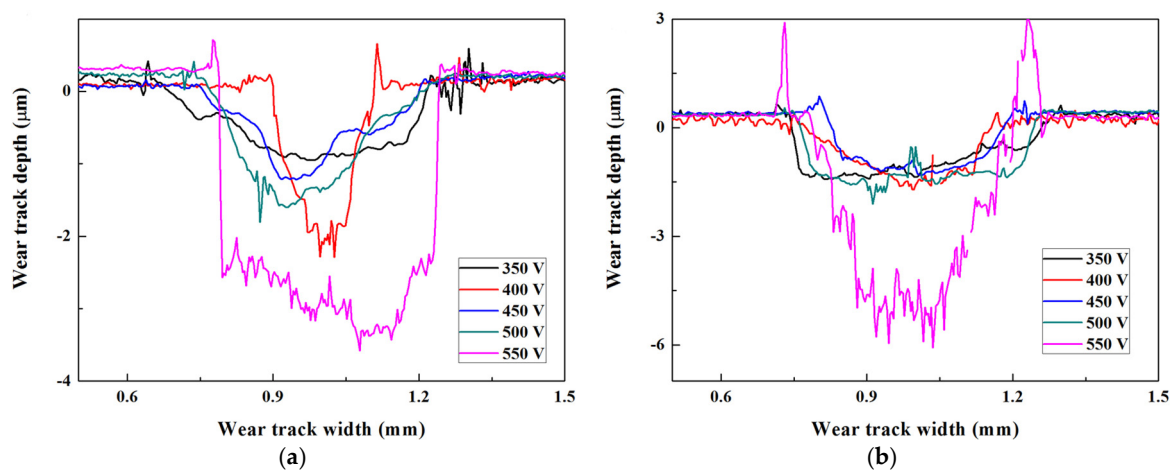 Wear track depth (μm)
0
-2
-4
0.6
0.9
1.2
1.5
350 V
400 V
450 V
500 V
550 V
Wear track width (mm)
(a)
Wear track depth (μm)
3
0
-3
-6
0.6
0.9
1.2
1.5
350 V
400 V
450 V
500 V
550 V
Wear track width (mm)
(b)